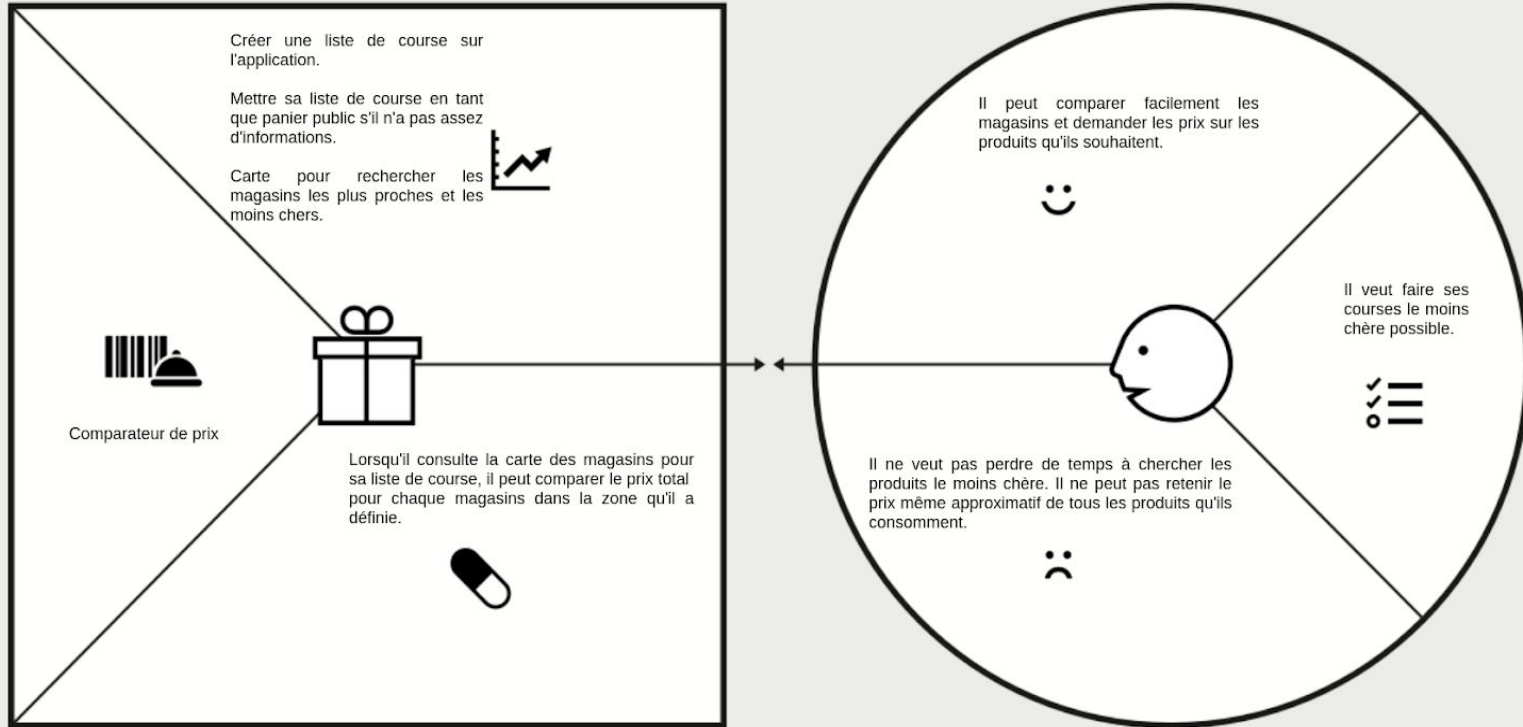 Créer une liste de course sur
l'application.
Mettre sa liste de course en tant
que panier public s'il n'a pas assez
d'informations.
Carte pour rechercher les
magasins les plus proches et les
moins chers.
Comparateur de prix
Lorsqu'il consulte la carte des magasins pour
sa liste de course, il peut comparer le prix total
pour chaque magasins dans la zone qu'il a
définie.
Il peut comparer facilement les
magasins et demander les prix sur les
produits qu'ils souhaitent.
Il veut faire ses
courses le moins
chère possible.
Il ne veut pas perdre de temps à chercher les
produits le moins chère. Il ne peut pas retenir le
prix même approximatif de tous les produits qu'ils
consomment.